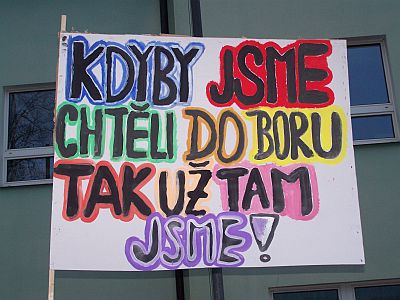 KDYBY JSME
CHTĚLI DO BORU
TAK UŽ TAM
JSME!